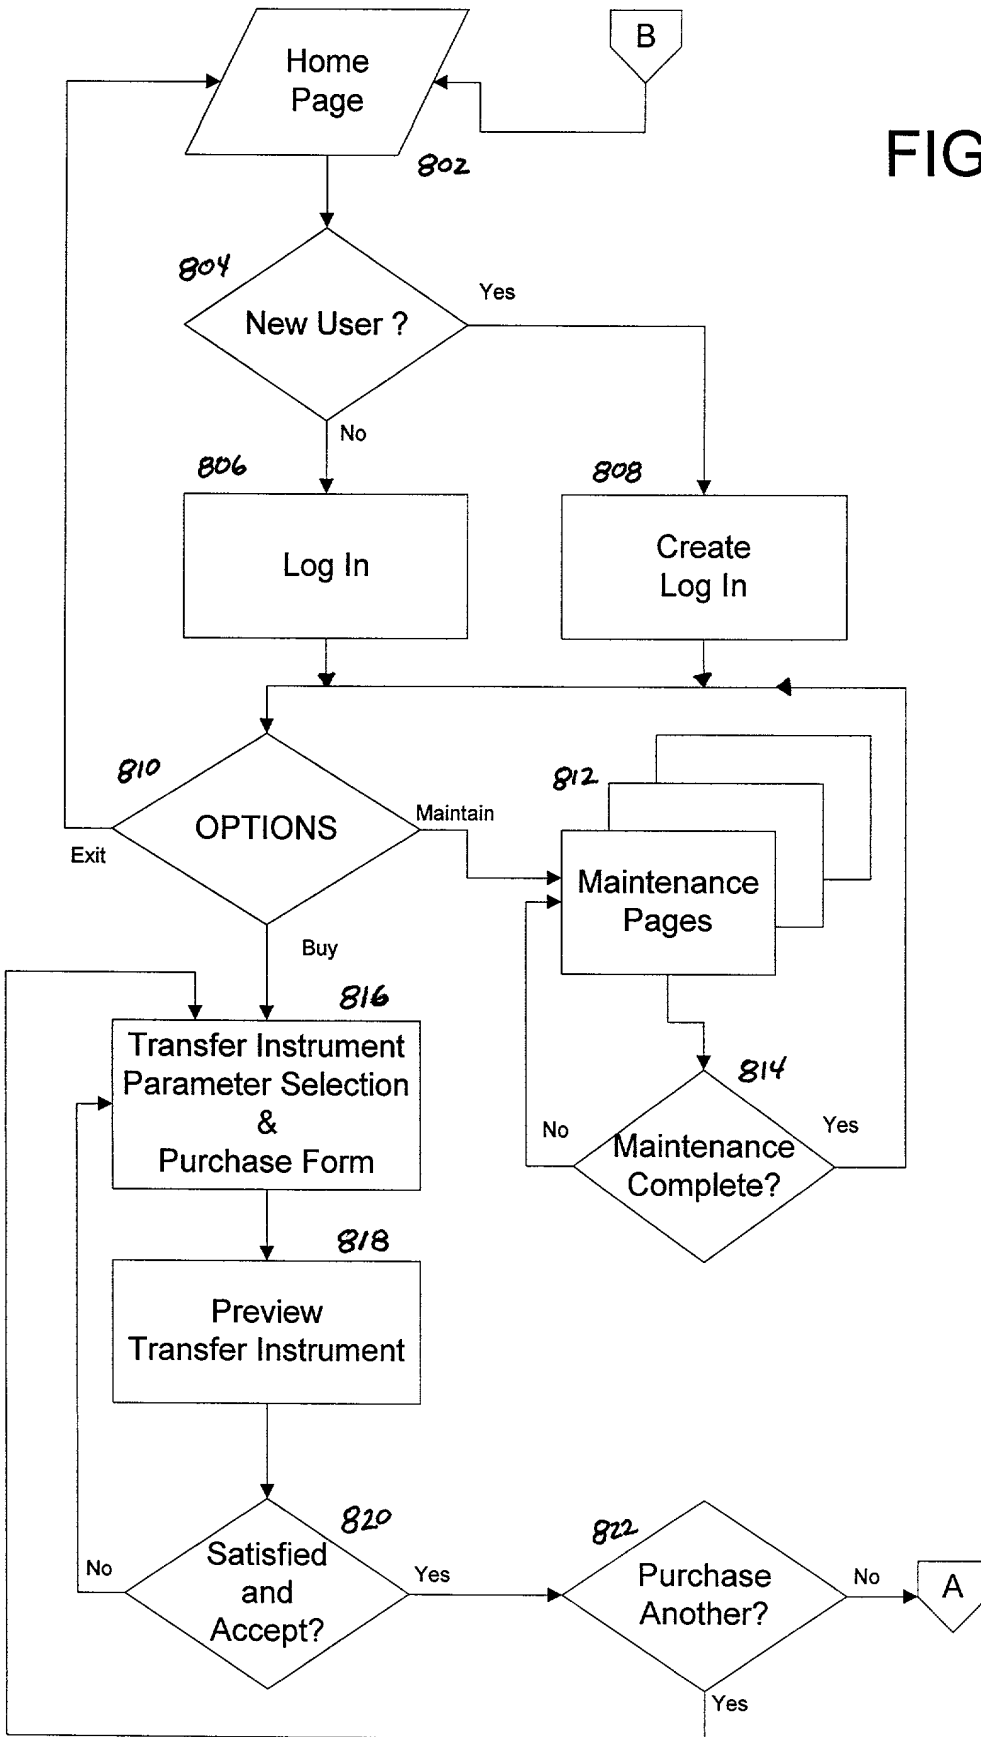 Home
Page
B
802
FIG
804
New User ?
Yes
No
806
Log In
808
Create
Log In
810
OPTIONS
Exit
Maintain
Buy
812
Maintenance
Pages
814
Maintenance
Complete?
No
Yes
816
Transfer Instrument
Parameter Selection
&
Purchase Form
818
Preview
Transfer Instrument
820
Satisfied
and
Accept?
No
Yes
822
Purchase
Another?
No
A
Yes